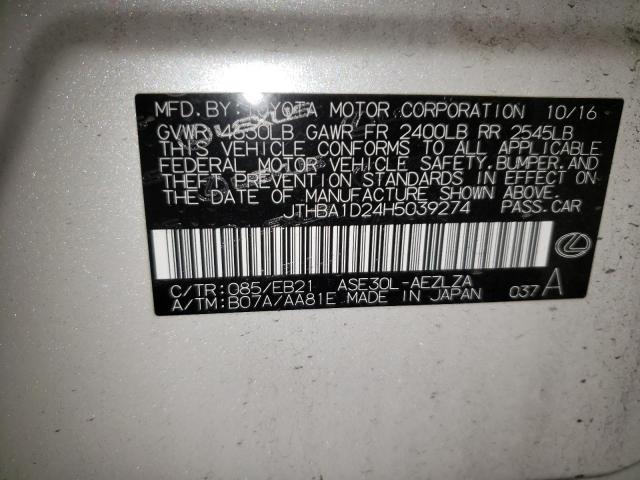 MFD. BY: TOYOTA MOTOR CORPORATION 10/16
GVWR 4630LB GAWR FR 2400LB RR 2545LB
THIS VEHICLE CONFORMS TO ALL APPLICABLE
FEDERAL MOTOR VEHICLE SAFETY, BUMPER, AND
THEFT PREVENTION STANDARDS IN EFFECT ON
THE DATE OF MANUFACTURE SHOWN ABOVE.
JTHBA1D24H5039274 PASS.CAR
C/TR: 085/EB21 ASE30L-AEZLZA
A/TM: B07A/AA81E MADE IN JAPAN 037 A